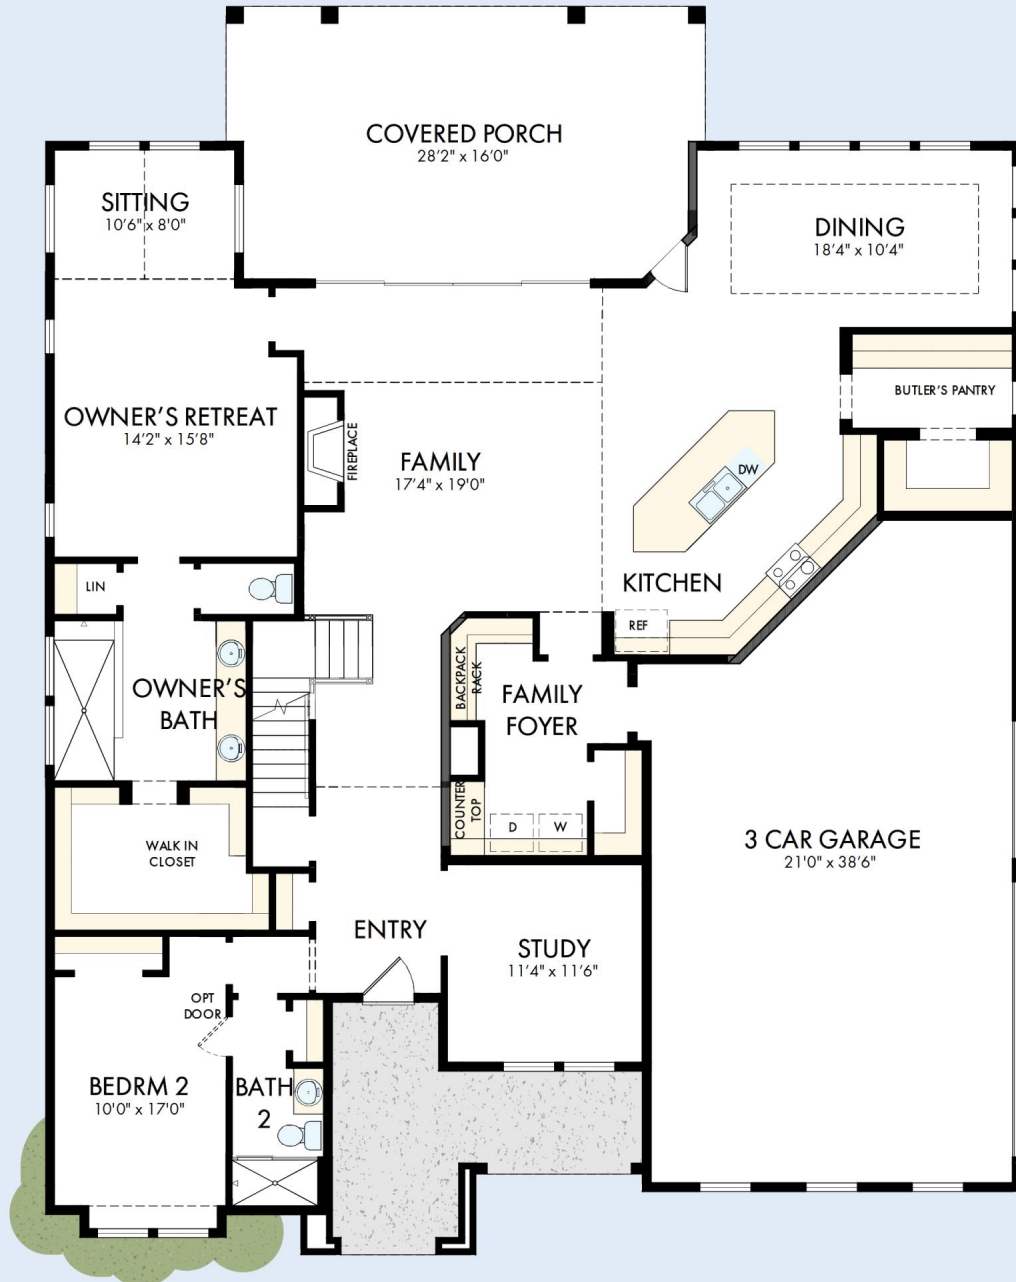 COVERED PORCH
28'2" x 16'0"
SITTING
10'6" x 8'0"
DINING
18'4" x 10'4"
BUTLER'S PANTRY
OWNER'S RETREAT
14'2" x 15'8"
FIREPLACE
FAMILY
17'4" x 19'0"
DW
KITCHEN
REF
LIN
OWNER'S
BATH
BACKPACK
RACK
FAMILY
FOYER
COUNTER
TOP
D
W
WALK IN
CLOSET
3 CAR GARAGE
21'0" x 38'6"
ENTRY
STUDY
11'4" x 11'6"
OPT
DOOR
BEDRM 2
10'0" x 17'0"
BATH
2